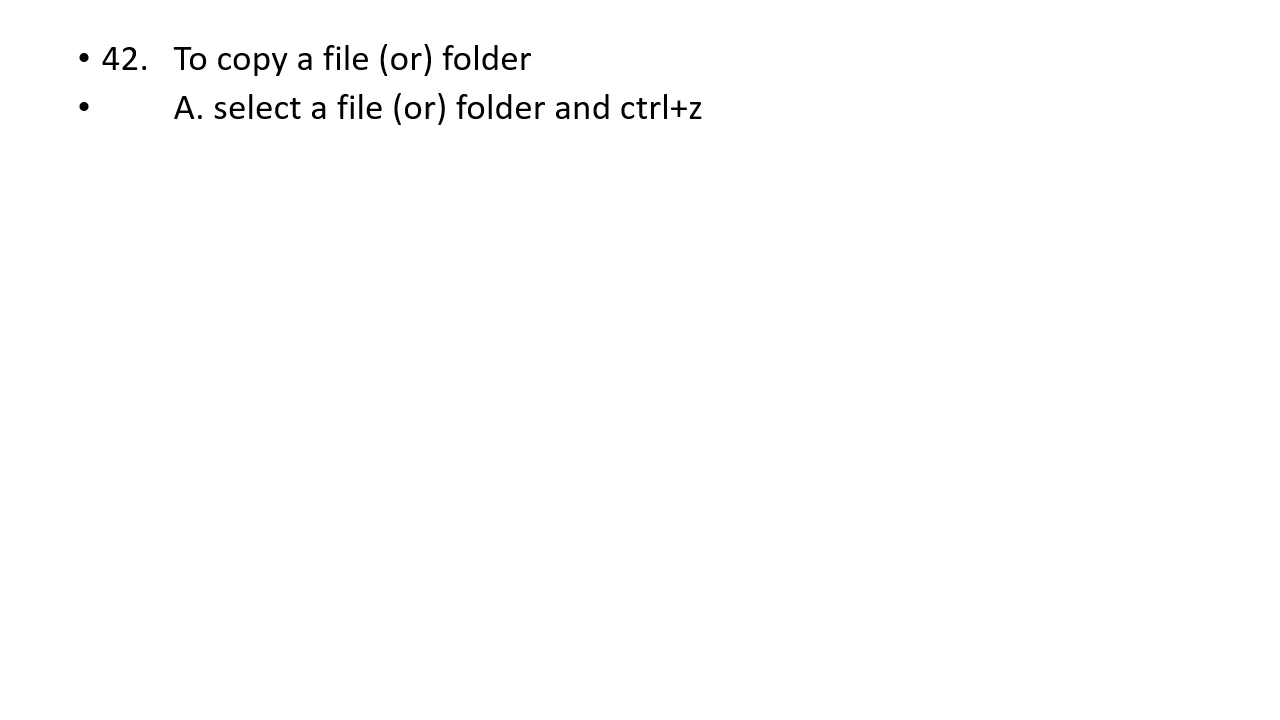 • 42. To copy a file (or) folder
• A. select a file (or) folder and ctrl+z